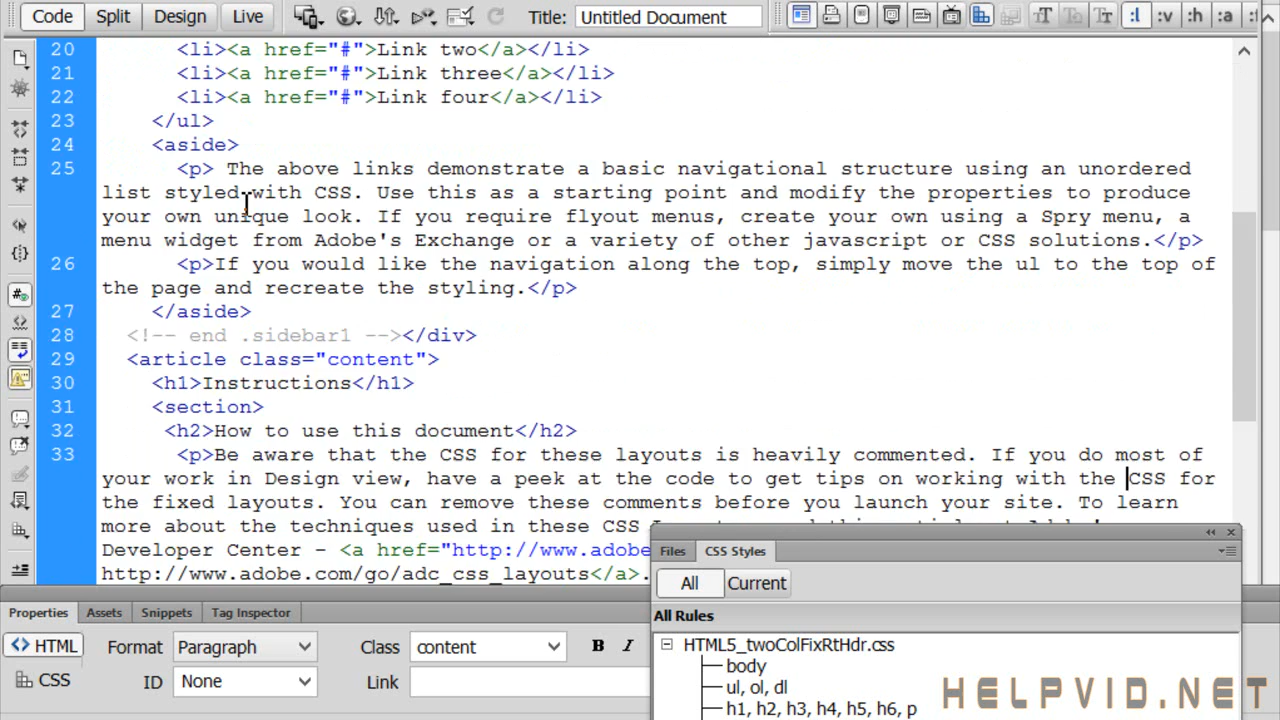 Code Split Design Live Title: Untitled Document
20 <li><a href="#">Link two</a></li>
21 <li><a href="#">Link three</a></li>
22 <li><a href="#">Link four</a></li>
23 </ul>
24 <aside>
25 <p> The above links demonstrate a basic navigational structure using an unordered
list styled with CSS. Use this as a starting point and modify the properties to produce
your own unique look. If you require flyout menus, create your own using a Spry menu, a
menu widget from Adobe's Exchange or a variety of other javascript or CSS solutions.</p>
26 <p>If you would like the navigation along the top, simply move the ul to the top of
the page and recreate the styling.</p>
27 </aside>
28 <!-- end .sidebar1 --></div>
29 <article class="content">
30 <h1>Instructions</h1>
31 <section>
32 <h2>How to use this document</h2>
33 <p>Be aware that the CSS for these layouts is heavily commented. If you do most of
your work in Design view, have a peek at the code to get tips on working with the CSS for
the fixed layouts. You can remove these comments before you launch your site. To learn
more about the techniques used in these CSS
Developer Center - <a href="http://www.adobe
http://www.adobe.com/go/adc_css_layouts</a>.
Files CSS Styles
All Current
All Rules
HTML5_twoColFixRtHdr.css
body
ul, ol, dl
h1, h2, h3, h4, h5, h6, p
Properties Assets Snippets Tag Inspector
<> HTML Format Paragraph Class content B I
CSS ID None Link
HELPVID.NET